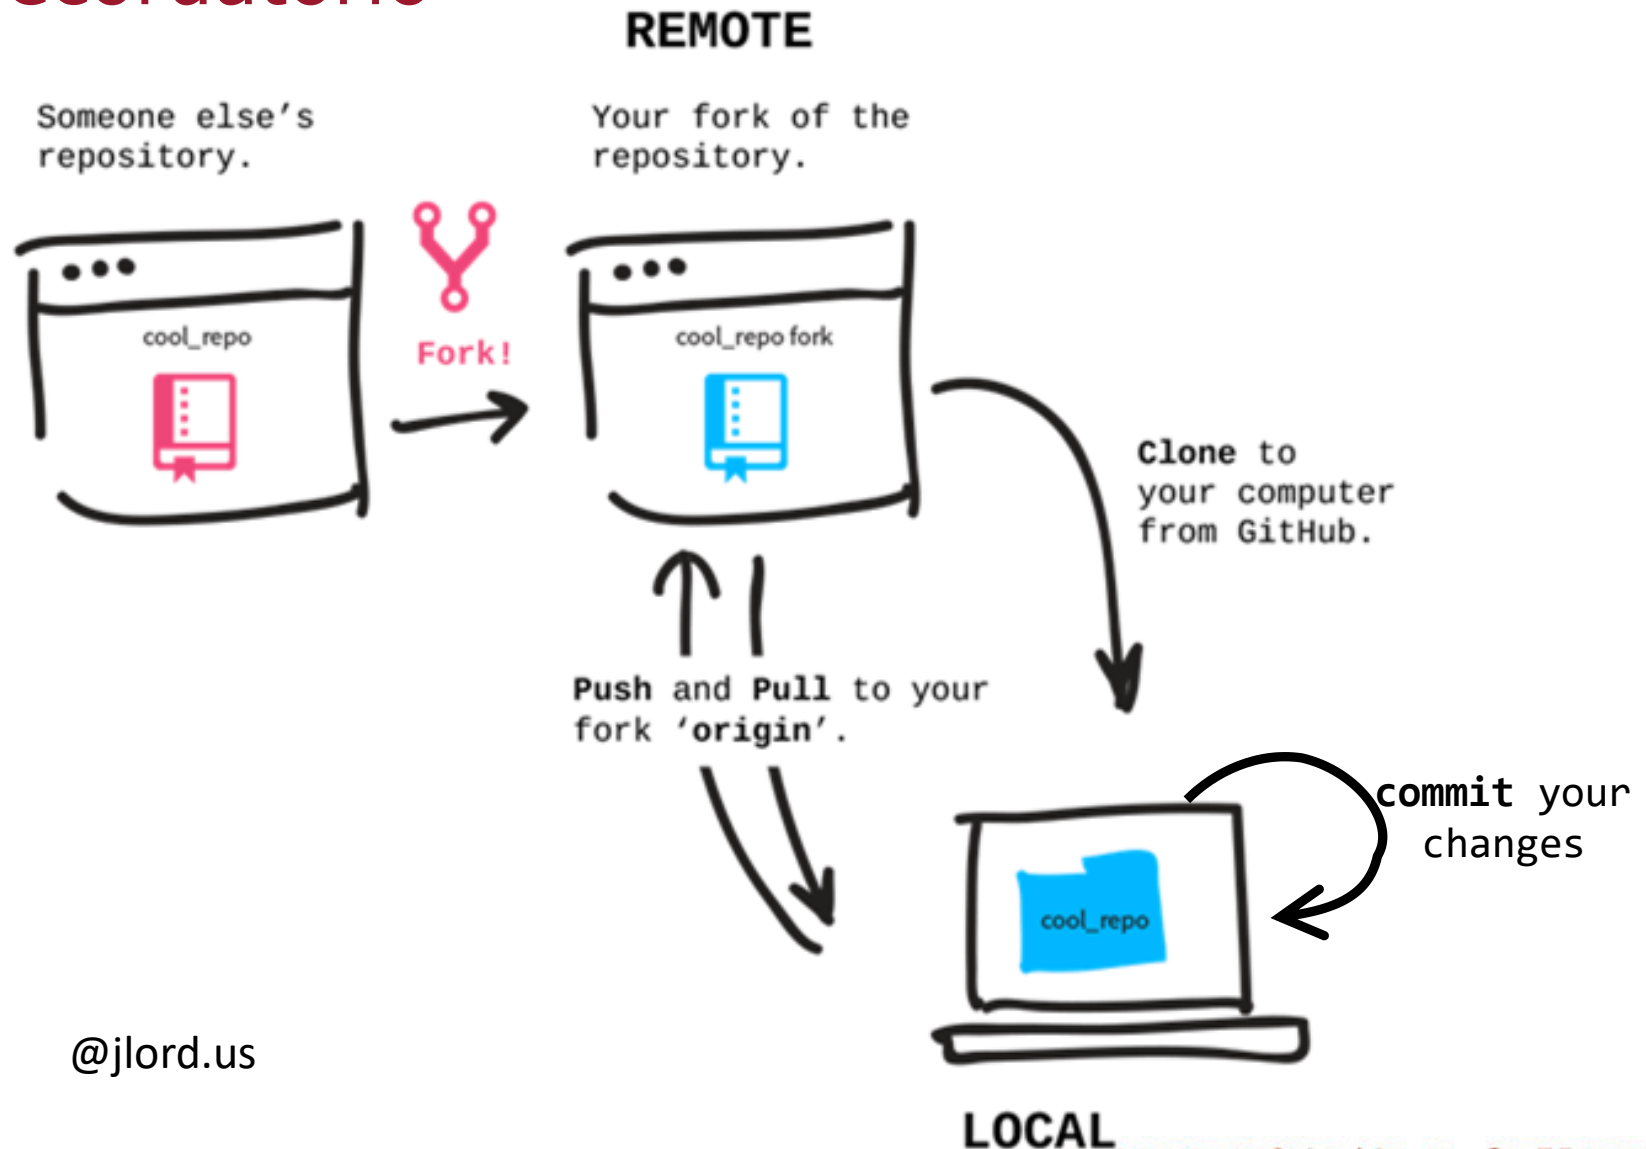 REMOTE
Someone else’s
repository.
Your fork of the
repository.
cool_repo
Fork!
cool_repo fork
Clone to
your computer
from GitHub.
Push and Pull to your
fork ‘origin’.
commit your
changes
cool_repo
@jlord.us
LOCAL